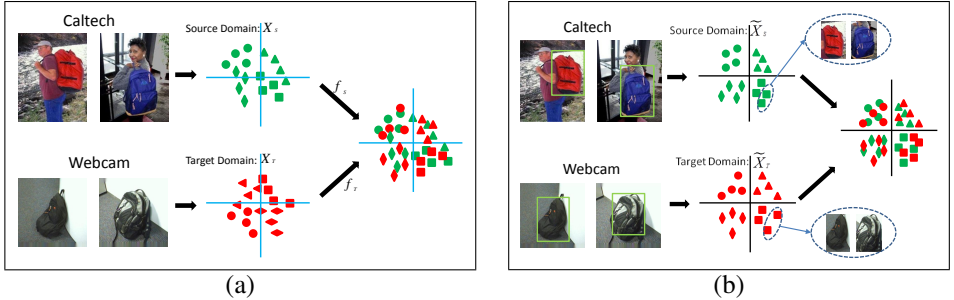 Caltech
Source Domain: X_S
f_S
Webcam
Target Domain: X_T
f_T
(a)
Caltech
Source Domain: X̃_S
Webcam
Target Domain: X̃_T
(b)